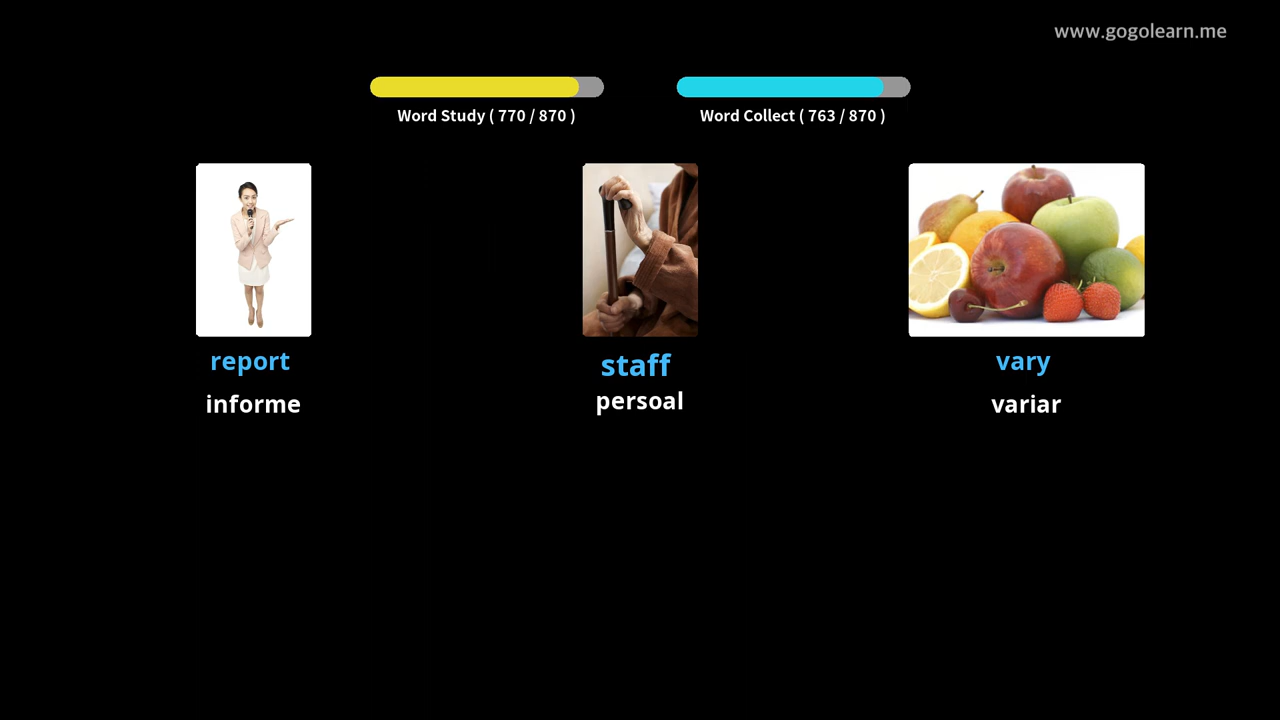 www.gogolearn.me
Word Study ( 770 / 870 )
Word Collect ( 763 / 870 )
report
staff
vary
informe
persoal
variar